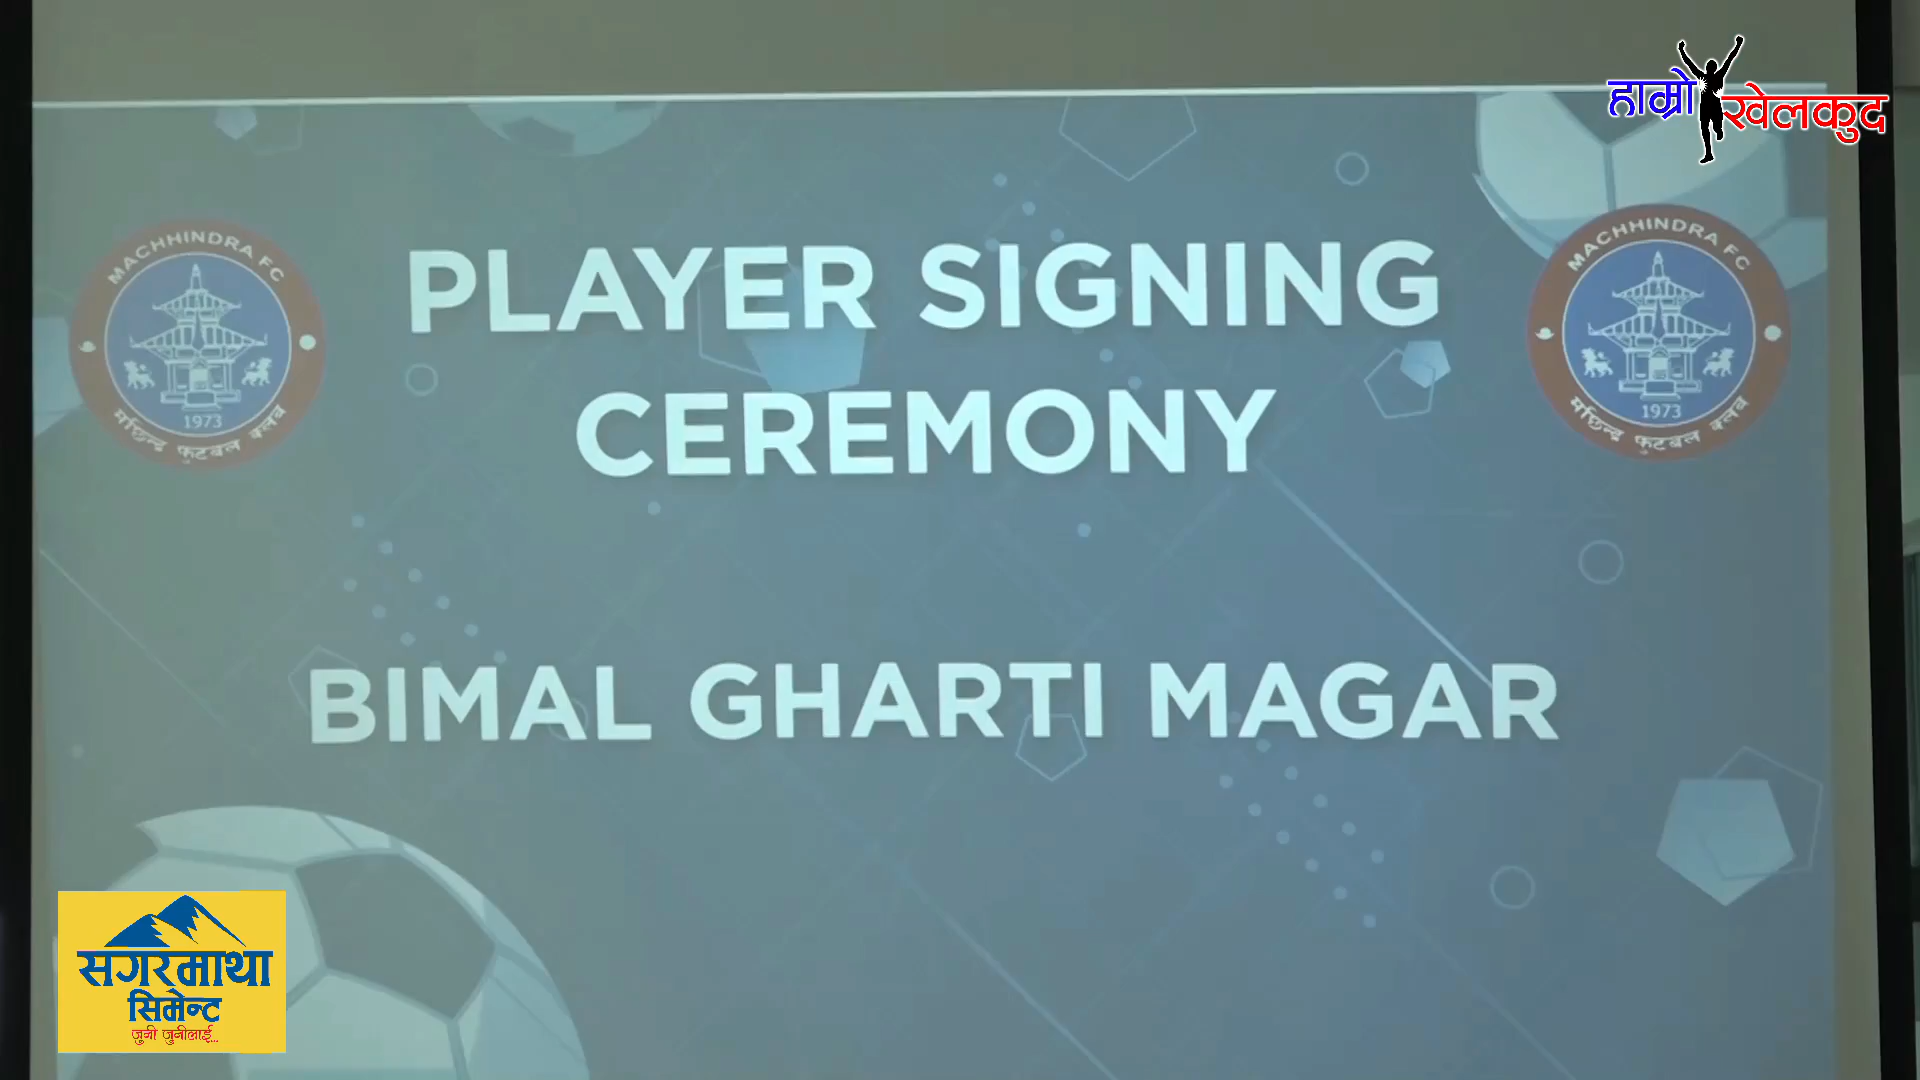 हाम्रो खेलकुद
MACHHINDRA FC
1973
मछिन्द्र फुटबल क्लब
PLAYER SIGNING
CEREMONY
MACHHINDRA FC
1973
मछिन्द्र फुटबल क्लब
BIMAL GHARTI MAGAR
सगरमाथा
सिमेन्ट
जुनी जुनीलाई...